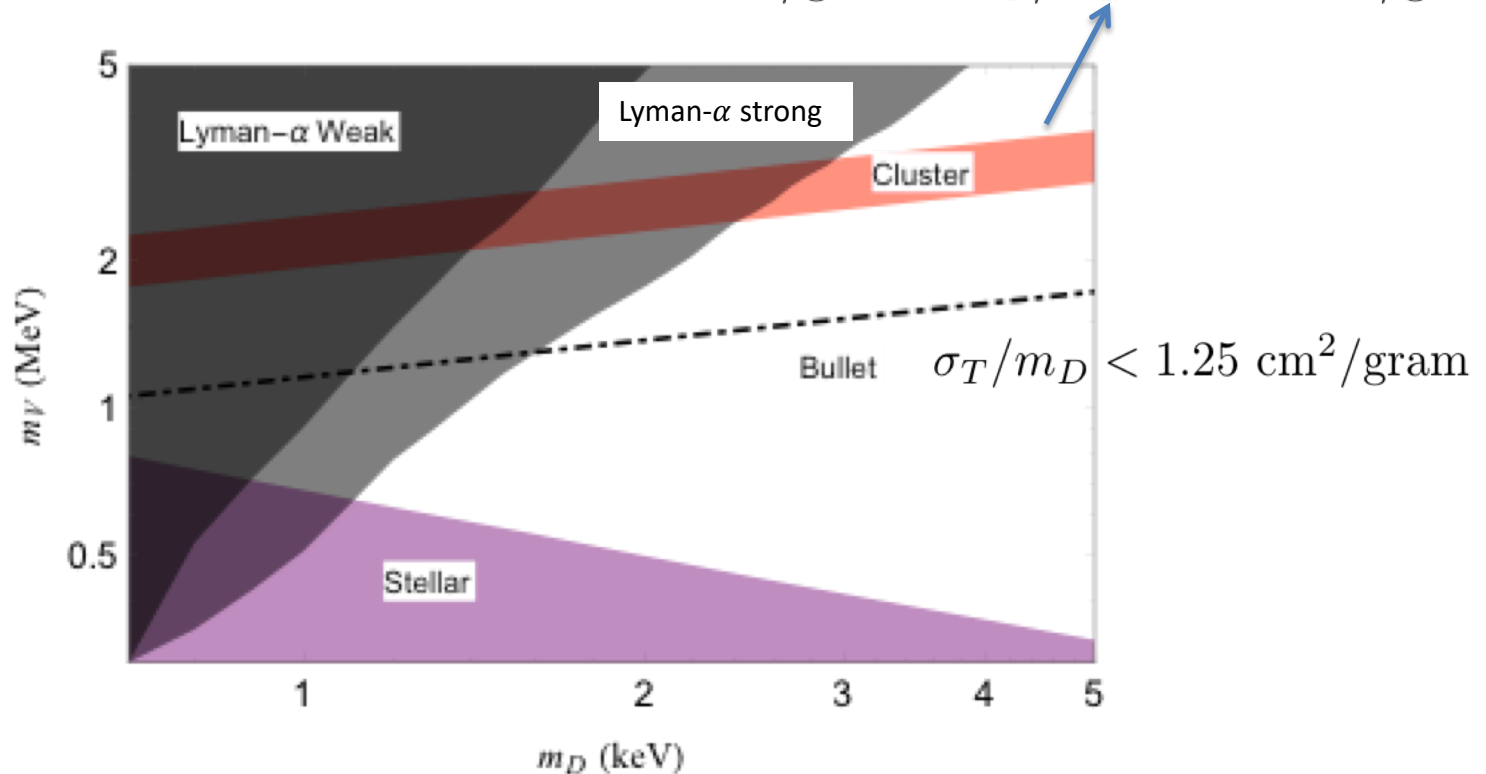 5
Lyman-α strong
Lyman-α Weak
Cluster
2
m_V (MeV)
Bullet σ_T/m_D < 1.25 cm²/gram
1
0.5
Stellar
1 2 3 4 5
m_D (keV)